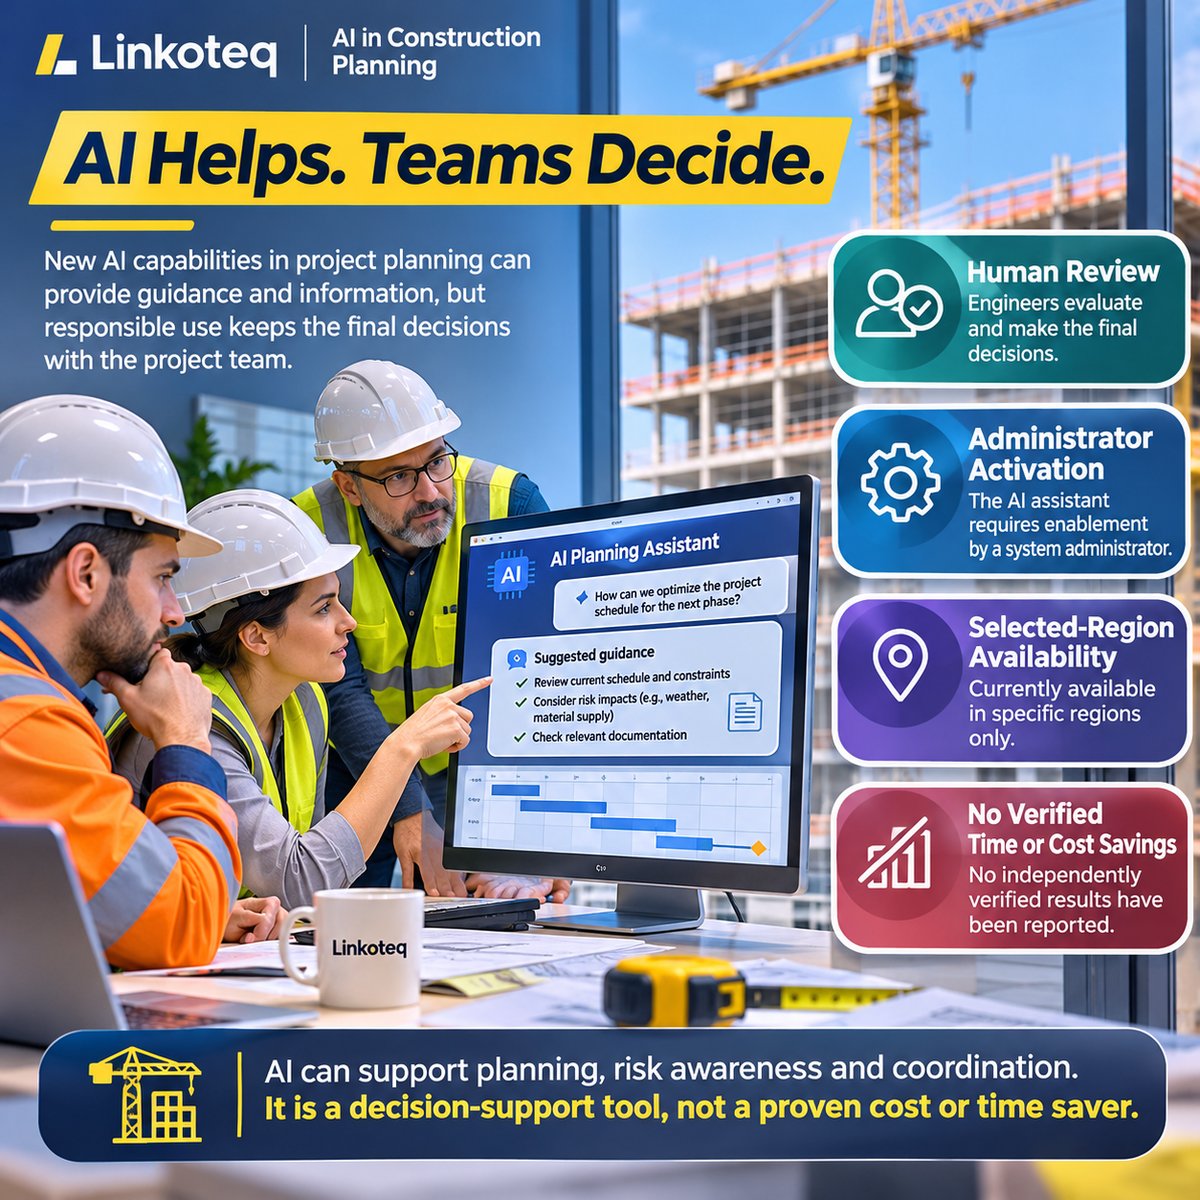 Linkoteq
AI in Construction
Planning
AI Helps. Teams Decide.
New AI capabilities in project planning can
provide guidance and information, but
responsible use keeps the final decisions
with the project team.
Human Review
Engineers evaluate
and make the final
decisions.
Administrator
Activation
The AI assistant
requires enablement
by a system administrator.
Selected-Region
Availability
Currently available
in specific regions
only.
No Verified
Time or Cost Savings
No independently
verified results have
been reported.
AI
AI Planning Assistant
How can we optimize the project
schedule for the next phase?
Suggested guidance
Review current schedule and constraints
Consider risk impacts (e.g., weather,
material supply)
Check relevant documentation
Linkoteq
AI can support planning, risk awareness and coordination.
It is a decision-support tool, not a proven cost or time saver.